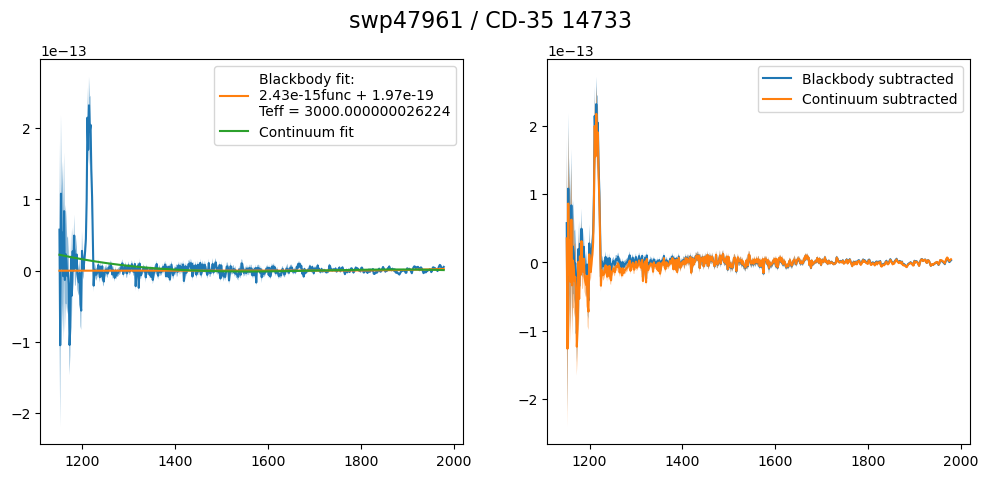 swp47961 / CD-35 14733
1e−13
Blackbody fit:
2.43e-15func + 1.97e-19
Teff = 3000.000000026224
Continuum fit
2
1
0
−1
−2
1200 1400 1600 1800 2000
1e−13
Blackbody subtracted
Continuum subtracted
2
1
0
−1
−2
1200 1400 1600 1800 2000